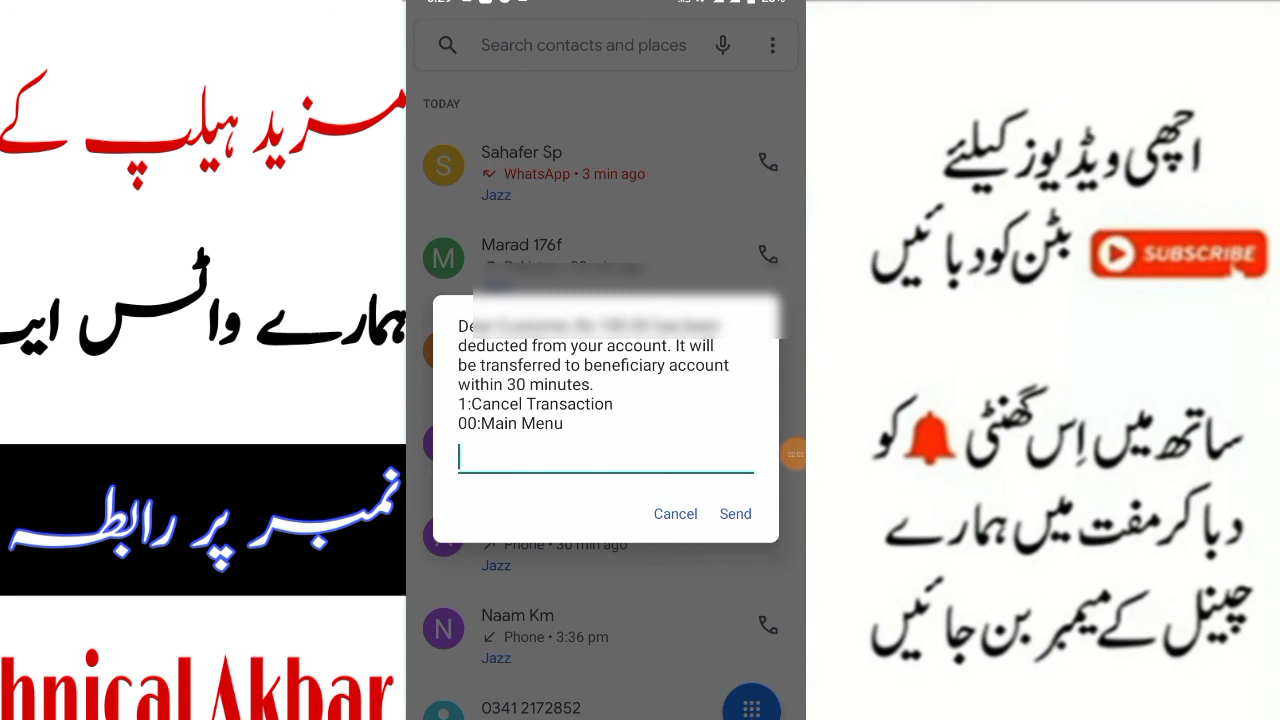 مزید ہیلپ کے
ہمارے واٹس ایپ
نمبر پر رابطہ
hnical Akbar
Search contacts and places
TODAY
S
Sahafer Sp
WhatsApp • 3 min ago
Jazz
M
Marad 176f
De
deducted from your account. It will
be transferred to beneficiary account
within 30 minutes.
1:Cancel Transaction
00:Main Menu
Cancel
Send
02:02
Phone • 30 min ago
Jazz
N
Naam Km
Phone • 3:36 pm
Jazz
0341 2172852
اچھی ویڈیوز کیلئے
بٹن کو دبائیں
SUBSCRIBE
ساتھ میں اِس گھنٹی کو
دبا کر مفت میں ہمارے
چینل کے میمبر بن جائیں